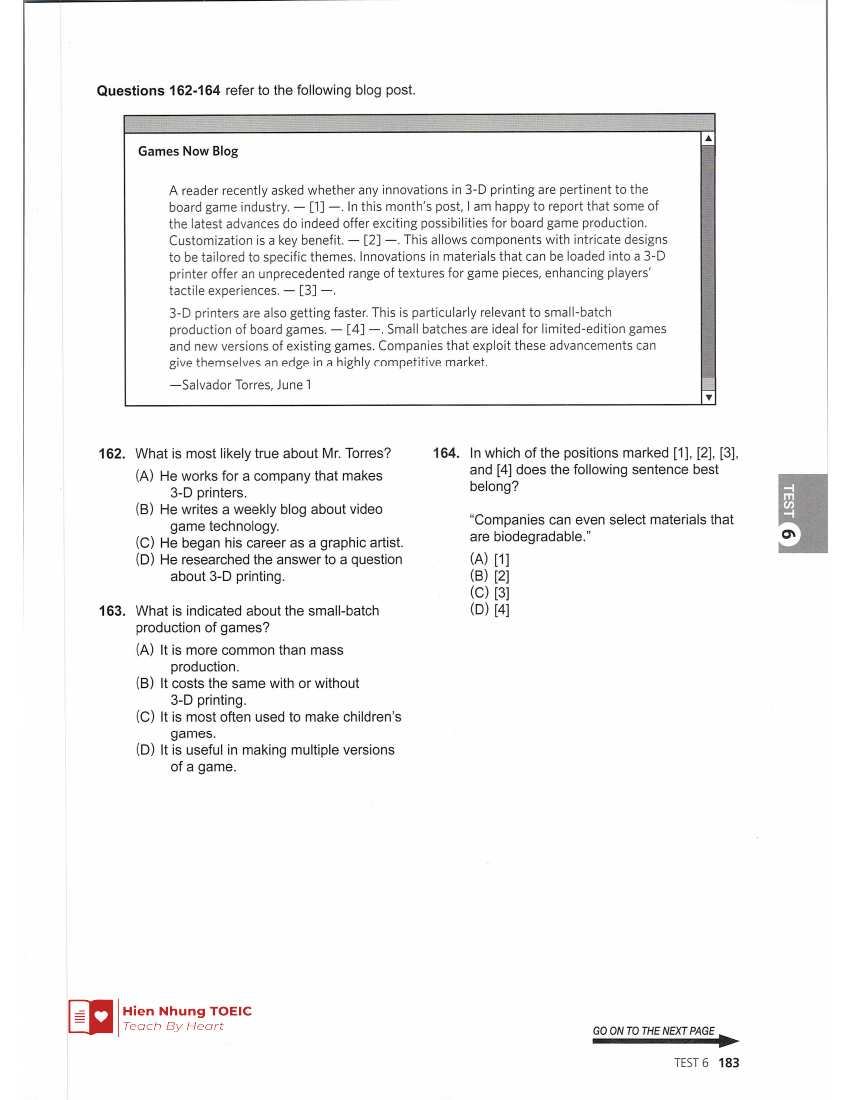 Questions 162-164 refer to the following blog post.
Games Now Blog
A reader recently asked whether any innovations in 3-D printing are pertinent to the
board game industry. — [1] —. In this month's post, I am happy to report that some of
the latest advances do indeed offer exciting possibilities for board game production.
Customization is a key benefit. — [2] —. This allows components with intricate designs
to be tailored to specific themes. Innovations in materials that can be loaded into a 3-D
printer offer an unprecedented range of textures for game pieces, enhancing players'
tactile experiences. — [3] —.
3-D printers are also getting faster. This is particularly relevant to small-batch
production of board games. — [4] —. Small batches are ideal for limited-edition games
and new versions of existing games. Companies that exploit these advancements can
give themselves an edge in a highly competitive market.
—Salvador Torres, June 1
162. What is most likely true about Mr. Torres?
(A) He works for a company that makes
3-D printers.
(B) He writes a weekly blog about video
game technology.
(C) He began his career as a graphic artist.
(D) He researched the answer to a question
about 3-D printing.
163. What is indicated about the small-batch
production of games?
(A) It is more common than mass
production.
(B) It costs the same with or without
3-D printing.
(C) It is most often used to make children's
games.
(D) It is useful in making multiple versions
of a game.
164. In which of the positions marked [1], [2], [3],
and [4] does the following sentence best
belong?
"Companies can even select materials that
are biodegradable."
(A) [1]
(B) [2]
(C) [3]
(D) [4]
TEST 6
Hien Nhung TOEIC
Teach By Heart
GO ON TO THE NEXT PAGE
TEST 6 183